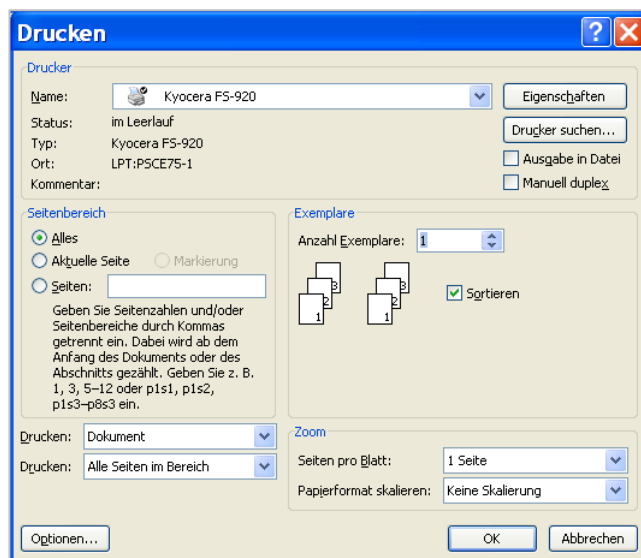 Drucken
Drucker
Name: Kyocera FS-920 Eigenschaften
Status: im Leerlauf
Typ: Kyocera FS-920 Drucker suchen...
Ort: LPT:PSCE75-1 Ausgabe in Datei
Kommentar: Manuell duplex
Seitenbereich
Alles
Aktuelle Seite Markierung
Seiten:
Geben Sie Seitenzahlen und/oder
Seitenbereiche durch Kommas
getrennt ein. Dabei wird ab dem
Anfang des Dokuments oder des
Abschnitts gezählt. Geben Sie z. B.
1, 3, 5–12 oder p1s1, p1s2,
p1s3–p8s3 ein.
Exemplare
Anzahl Exemplare: 1
3 3
2 2
1 1
Sortieren
Drucken: Dokument
Drucken: Alle Seiten im Bereich
Zoom
Seiten pro Blatt: 1 Seite
Papierformat skalieren: Keine Skalierung
Optionen... OK Abbrechen